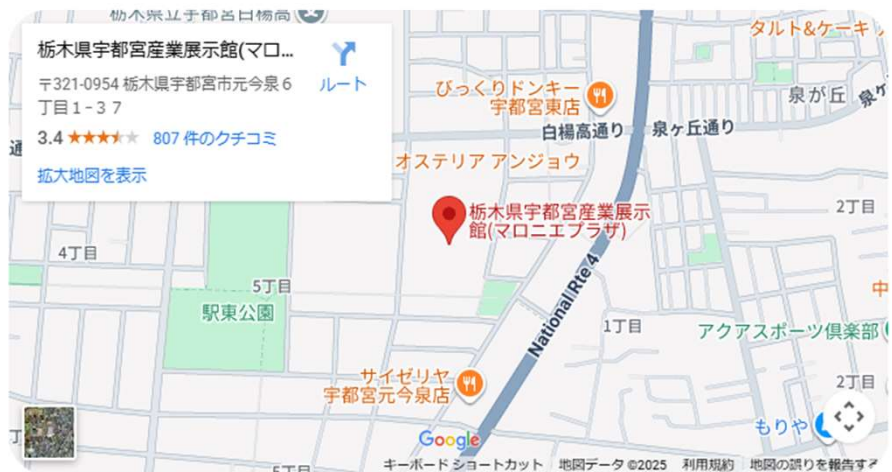 栃木県立宇都宮白楊高
栃木県宇都宮産業展示館(マロ...
〒321-0954 栃木県宇都宮市元今泉6
丁目1-37
ルート
3.4
807 件のクチコミ
拡大地図を表示
タルト&ケーキ
びっくりドンキー
宇都宮東店
泉が丘
白楊高通り
泉ヶ丘通り
オステリア アンジョウ
栃木県宇都宮産業展示
館(マロニエプラザ)
2丁目
4丁目
5丁目
駅東公園
National Rte 4
1丁目
中
アクアスポーツ倶楽部
サイゼリヤ
宇都宮元今泉店
2丁目
もりや
Google
5丁目
キーボード ショートカット
地図データ ©2025
利用規約
地図の誤りを報告する